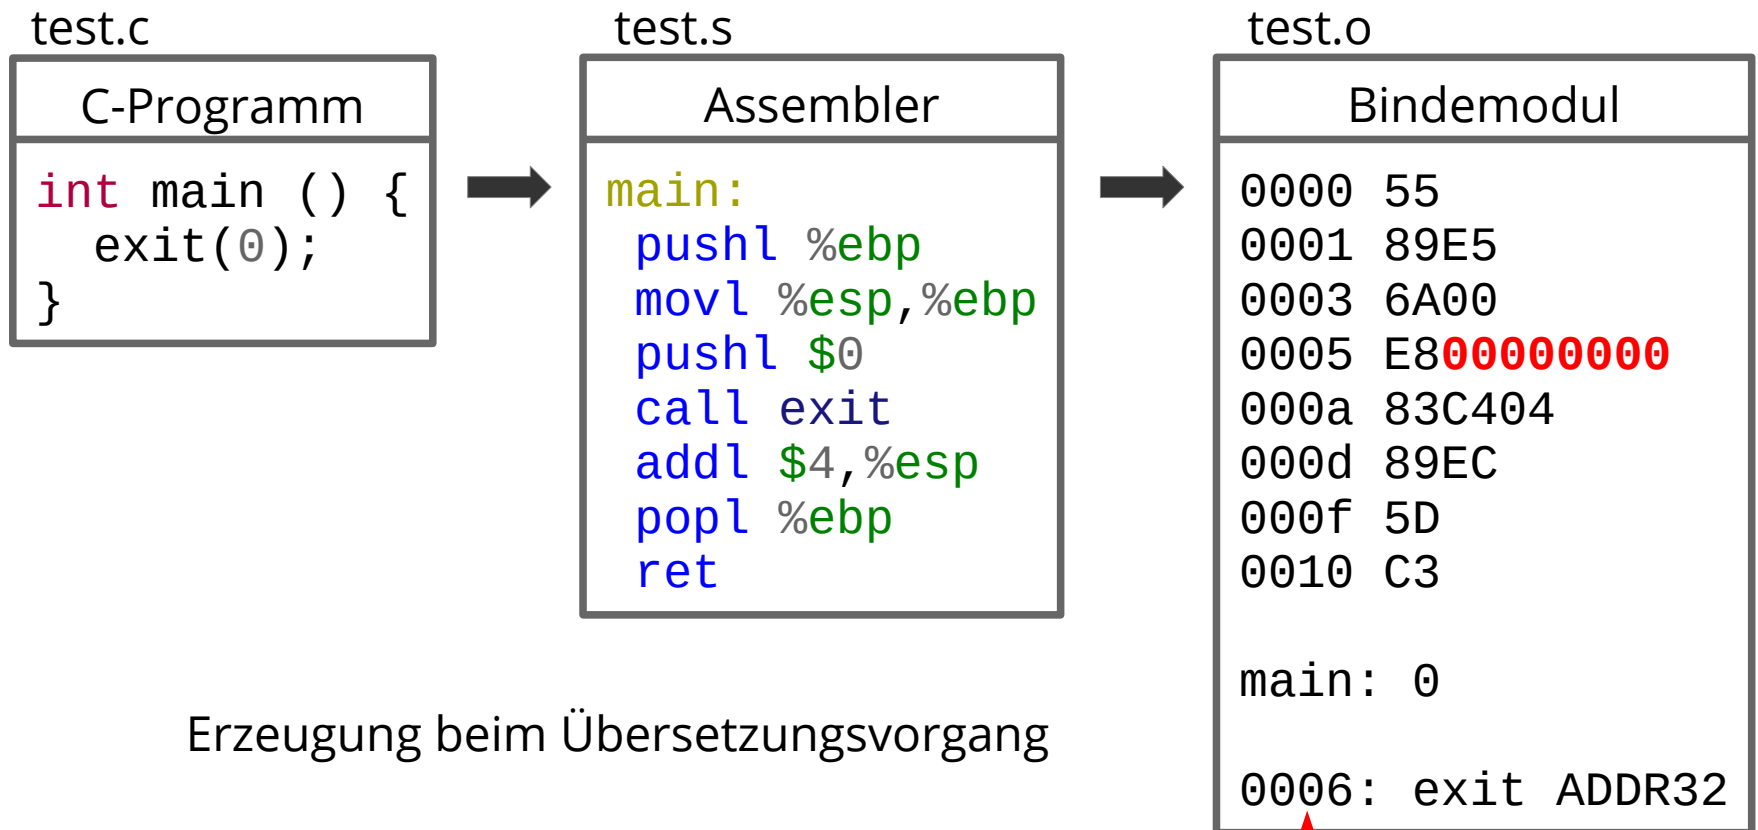 test.c
C-Programm
int main () {
  exit(0);
}
test.s
Assembler
main:
 pushl %ebp
 movl %esp,%ebp
 pushl $0
 call exit
 addl $4,%esp
 popl %ebp
 ret
test.o
Bindemodul
0000 55
0001 89E5
0003 6A00
0005 E800000000
000a 83C404
000d 89EC
000f 5D
0010 C3
main: 0
0006: exit ADDR32
Erzeugung beim Übersetzungsvorgang